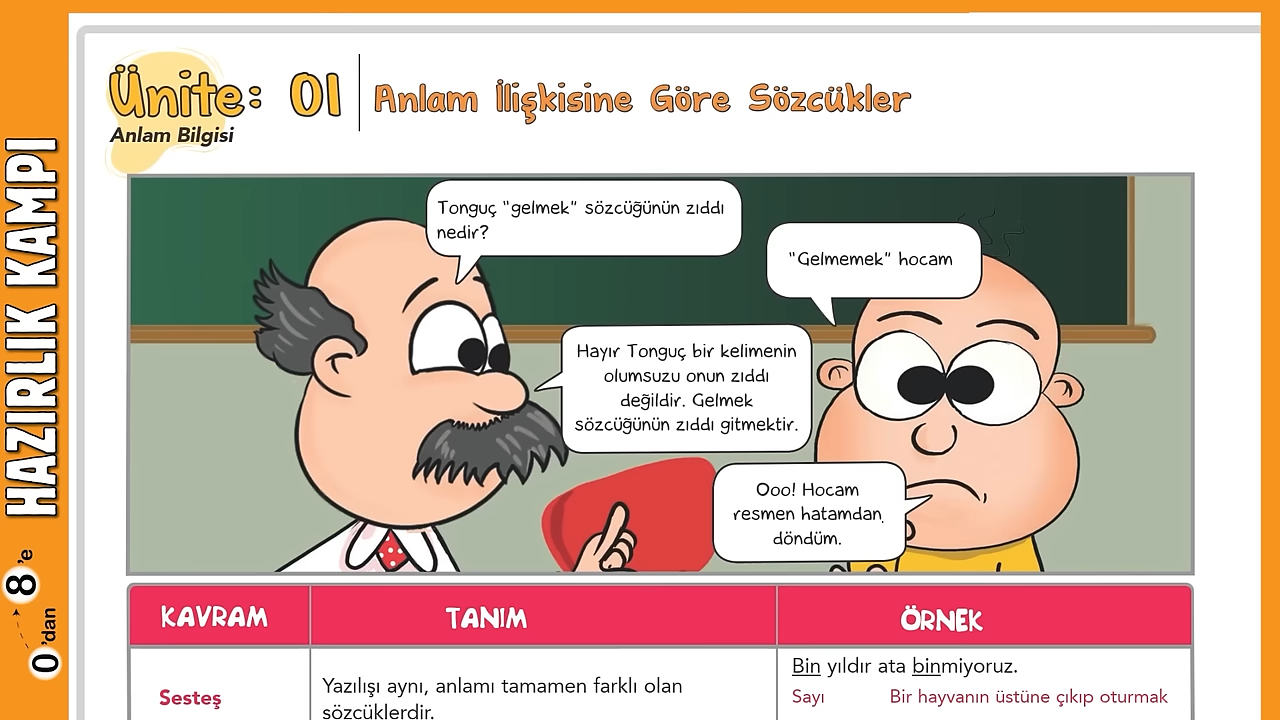 HAZIRLIK KAMPI
0'dan 8'e
Ünite: 01
Anlam Bilgisi
Anlam İlişkisine Göre Sözcükler
Tonguç "gelmek" sözcüğünün zıddı
nedir?
"Gelmemek" hocam
Hayır Tonguç bir kelimenin
olumsuzu onun zıddı
değildir. Gelmek
sözcüğünün zıddı gitmektir.
Ooo! Hocam
resmen hatamdan
döndüm.
KAVRAM TANIM ÖRNEK
Sesteş
Yazılışı aynı, anlamı tamamen farklı olan
sözcüklerdir.
Bin yıldır ata binmiyoruz.
Sayı Bir hayvanın üstüne çıkıp oturmak